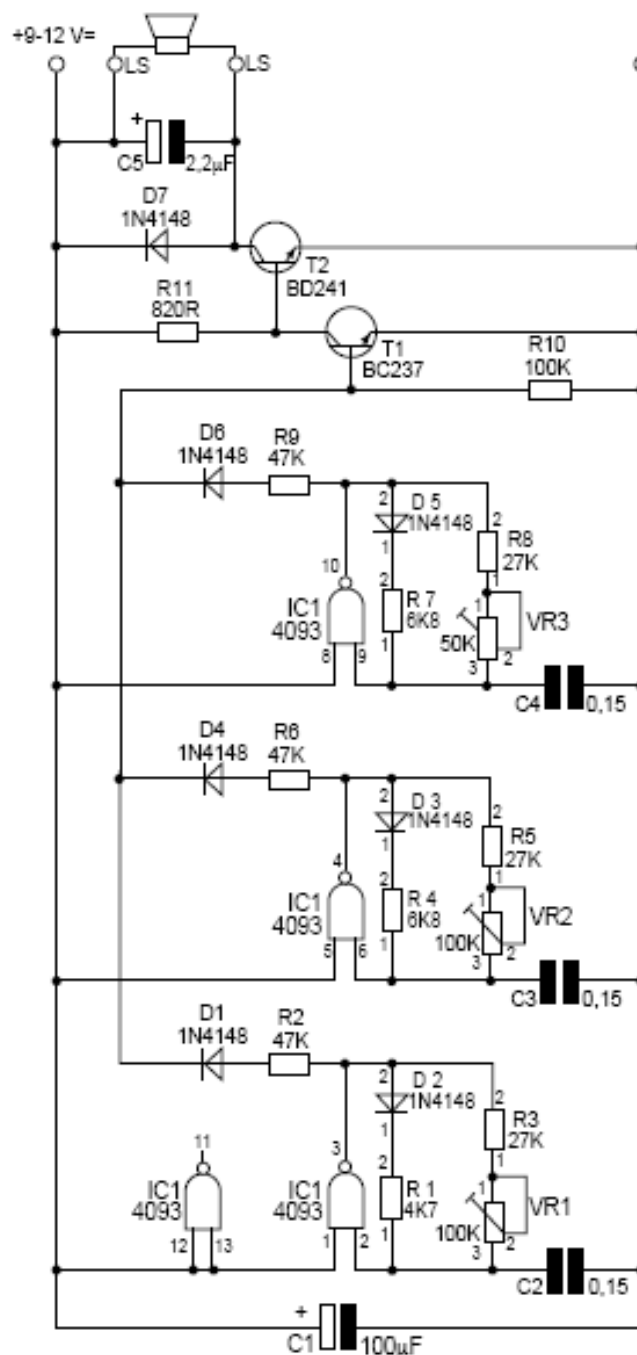 +9-12 V=
LS
LS
+
C5
2,2µF
D7
1N4148
T2
BD241
R11
820R
T1
BC237
R10
100K
D6
1N4148
R9
47K
2
D 5
1N4148
1
2
R8
27K
1
10
IC1
4093
8
9
2
R 7
6K8
1
1
50K
VR3
3
2
C4
0,15
D4
1N4148
R6
47K
2
D 3
1N4148
1
2
R5
27K
1
4
IC1
4093
5
6
2
R 4
6K8
1
1
100K
VR2
3
2
C3
0,15
D1
1N4148
R2
47K
2
D 2
1N4148
1
2
R3
27K
1
11
IC1
4093
12
13
3
IC1
4093
1
2
2
R 1
4K7
1
1
100K
VR1
3
2
C2
0,15
+
C1
100µF